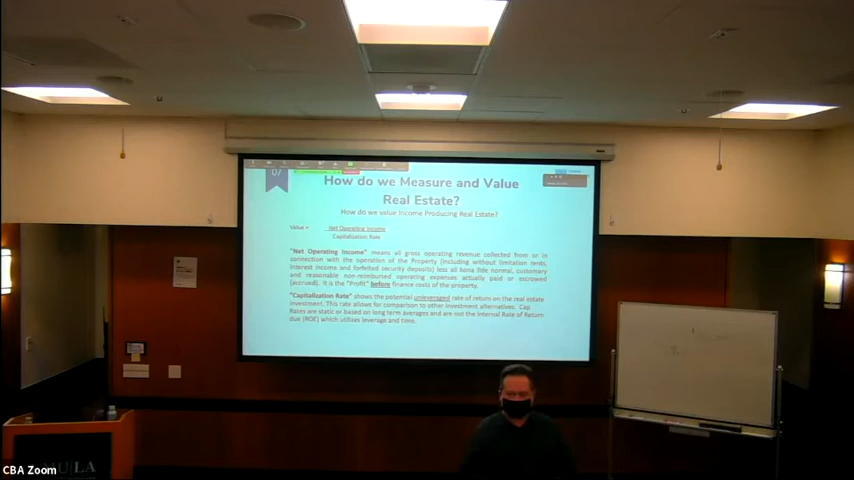 07
How do we Measure and Value
Real Estate?
How do we value Income Producing Real Estate?
Value = Net Operating Income
Capitalization Rate
"Net Operating Income" means all gross operating revenue collected from or in
connection with the operation of the Property (including without limitation rents,
interest income and forfeited security deposits) less all bona fide normal, customary
and reasonable non-reimbursed operating expenses actually paid or escrowed
(accrued). It is the "Profit" before finance costs of the property.
"Capitalization Rate" shows the potential unleveraged rate of return on the real estate
investment. This rate allows for comparison to other investment alternatives. Cap
Rates are static or based on long term averages and are not the Internal Rate of Return
due (ROE) which utilizes leverage and time.
LA
CBA Zoom